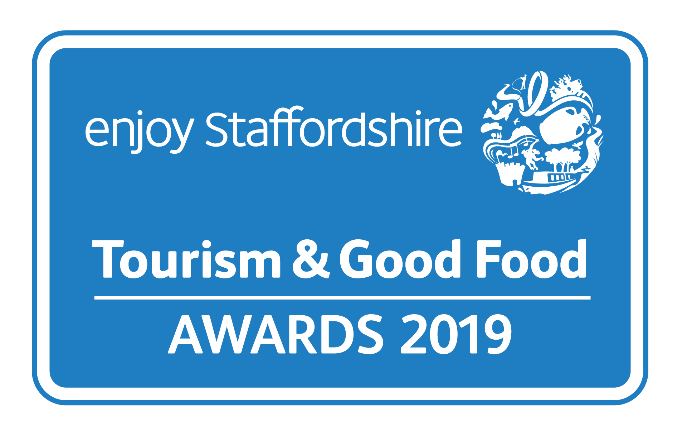 enjoy Staffordshire
Tourism & Good Food
AWARDS 2019